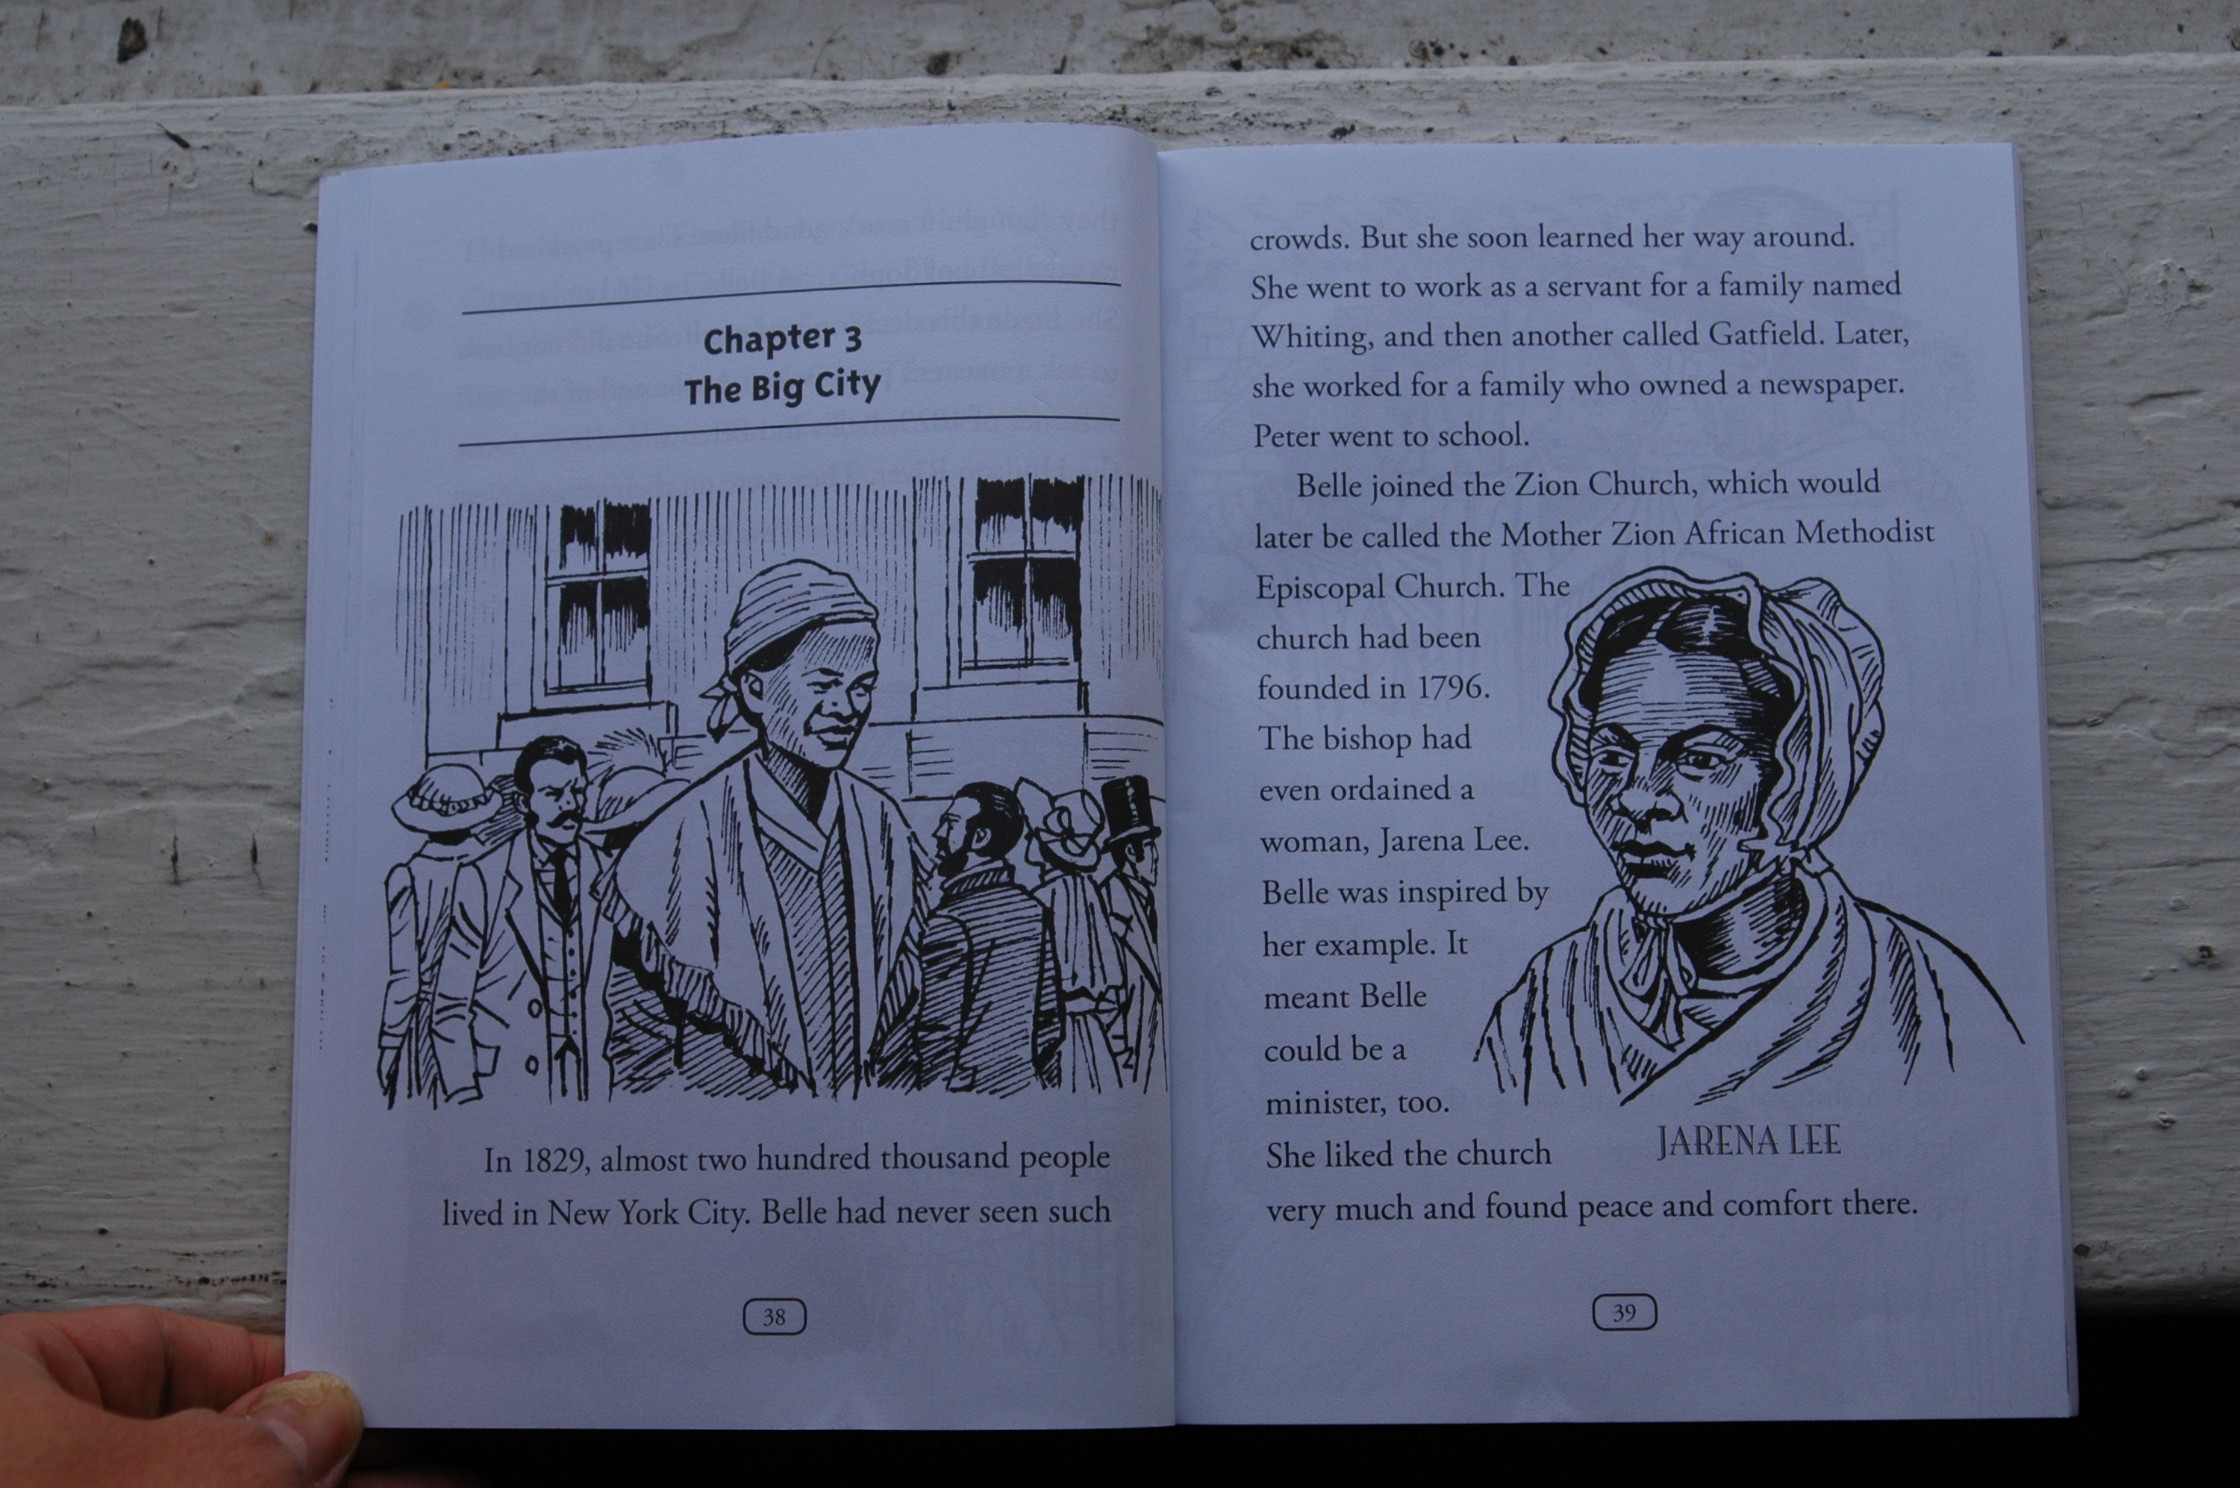 Chapter 3
The Big City
In 1829, almost two hundred thousand people
lived in New York City. Belle had never seen such
38
crowds. But she soon learned her way around.
She went to work as a servant for a family named
Whiting, and then another called Gatfield. Later,
she worked for a family who owned a newspaper.
Peter went to school.
Belle joined the Zion Church, which would
later be called the Mother Zion African Methodist
Episcopal Church. The
church had been
founded in 1796.
The bishop had
even ordained a
woman, Jarena Lee.
Belle was inspired by
her example. It
meant Belle
could be a
minister, too.
She liked the church
very much and found peace and comfort there.
JARENA LEE
39